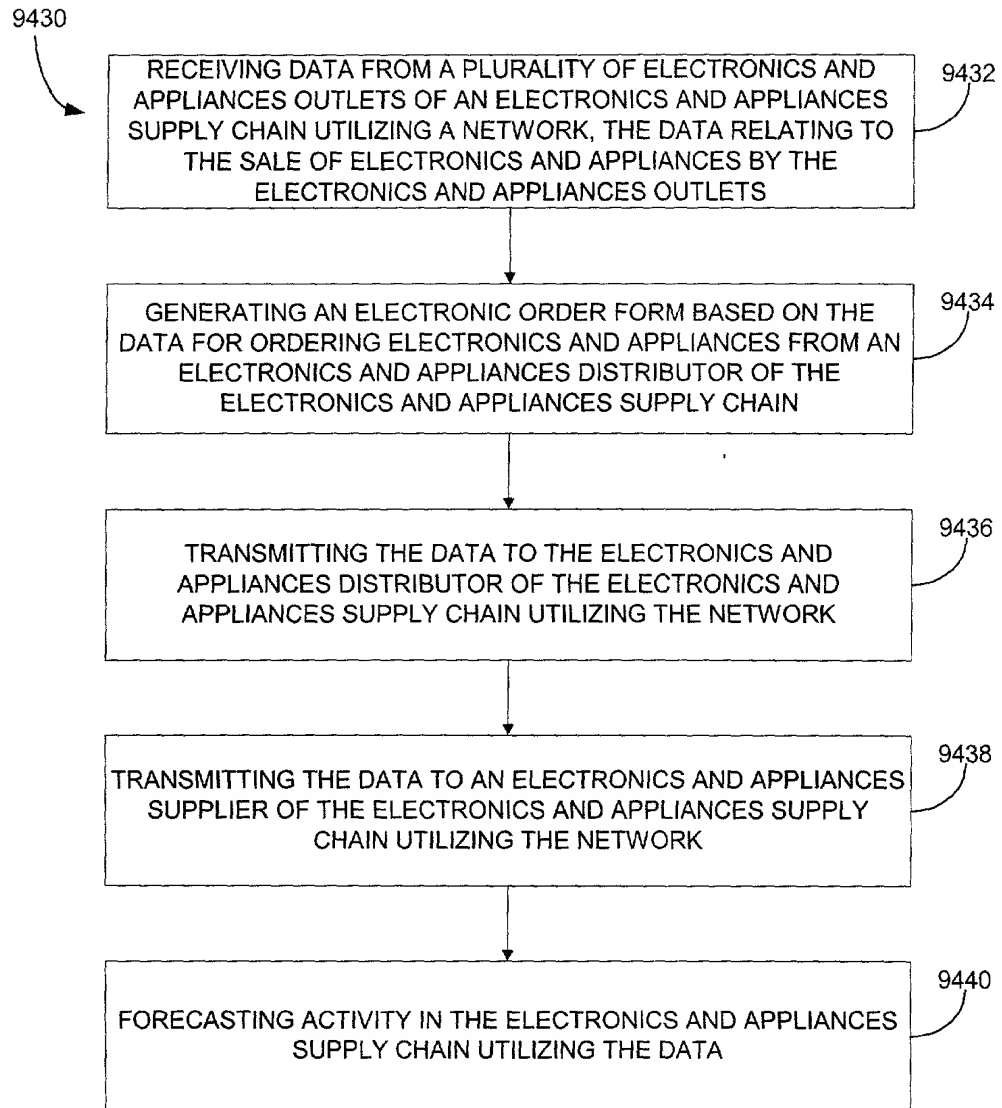 9430
RECEIVING DATA FROM A PLURALITY OF ELECTRONICS AND
APPLIANCES OUTLETS OF AN ELECTRONICS AND APPLIANCES
SUPPLY CHAIN UTILIZING A NETWORK, THE DATA RELATING TO
THE SALE OF ELECTRONICS AND APPLIANCES BY THE
ELECTRONICS AND APPLIANCES OUTLETS
9432
GENERATING AN ELECTRONIC ORDER FORM BASED ON THE
DATA FOR ORDERING ELECTRONICS AND APPLIANCES FROM AN
ELECTRONICS AND APPLIANCES DISTRIBUTOR OF THE
ELECTRONICS AND APPLIANCES SUPPLY CHAIN
9434
TRANSMITTING THE DATA TO THE ELECTRONICS AND
APPLIANCES DISTRIBUTOR OF THE ELECTRONICS AND
APPLIANCES SUPPLY CHAIN UTILIZING THE NETWORK
9436
TRANSMITTING THE DATA TO AN ELECTRONICS AND APPLIANCES
SUPPLIER OF THE ELECTRONICS AND APPLIANCES SUPPLY
CHAIN UTILIZING THE NETWORK
9438
FORECASTING ACTIVITY IN THE ELECTRONICS AND APPLIANCES
SUPPLY CHAIN UTILIZING THE DATA
9440